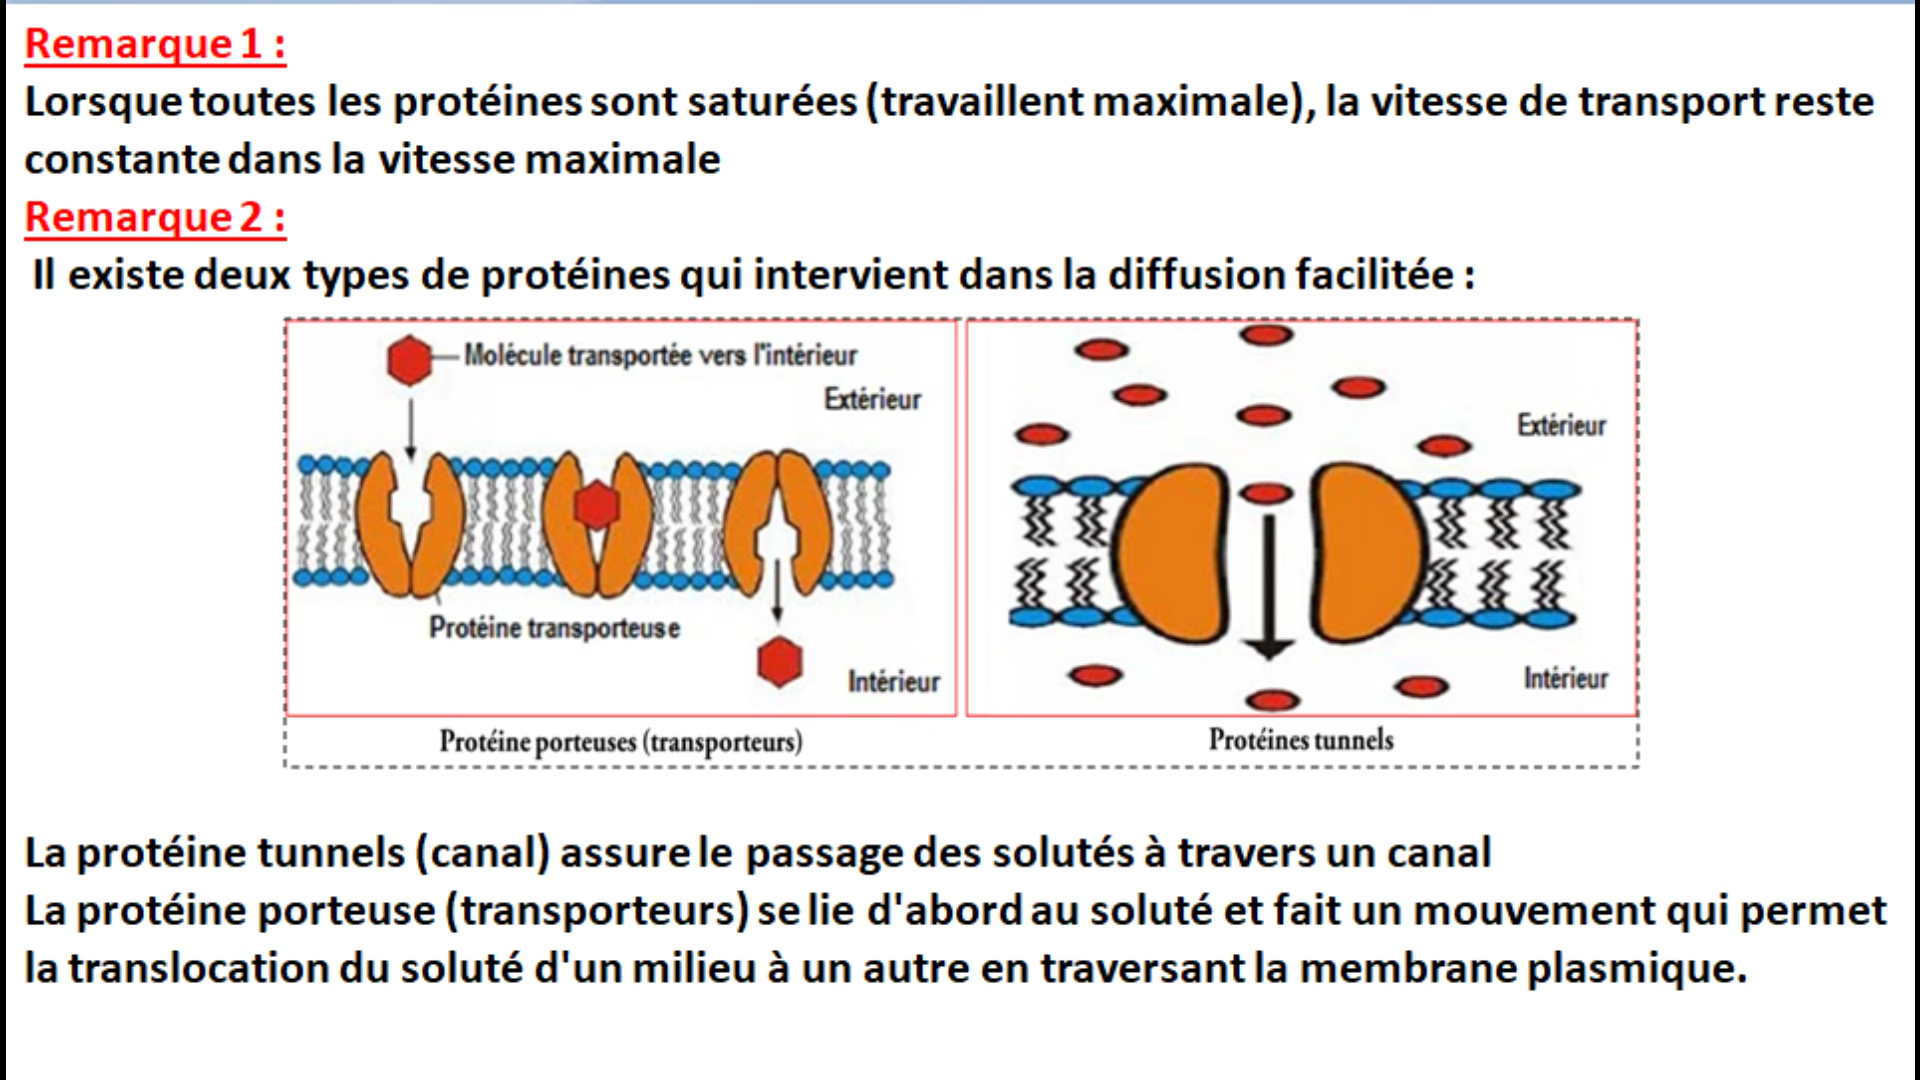 Remarque 1 :
Lorsque toutes les protéines sont saturées (travaillent maximale), la vitesse de transport reste
constante dans la vitesse maximale
Remarque 2 :
Il existe deux types de protéines qui intervient dans la diffusion facilitée :
Molécule transportée vers l'intérieur
Extérieur
Protéine transporteuse
Intérieur
Protéine porteuses (transporteurs)
Extérieur
Intérieur
Protéines tunnels
La protéine tunnels (canal) assure le passage des solutés à travers un canal
La protéine porteuse (transporteurs) se lie d'abord au soluté et fait un mouvement qui permet
la translocation du soluté d'un milieu à un autre en traversant la membrane plasmique.